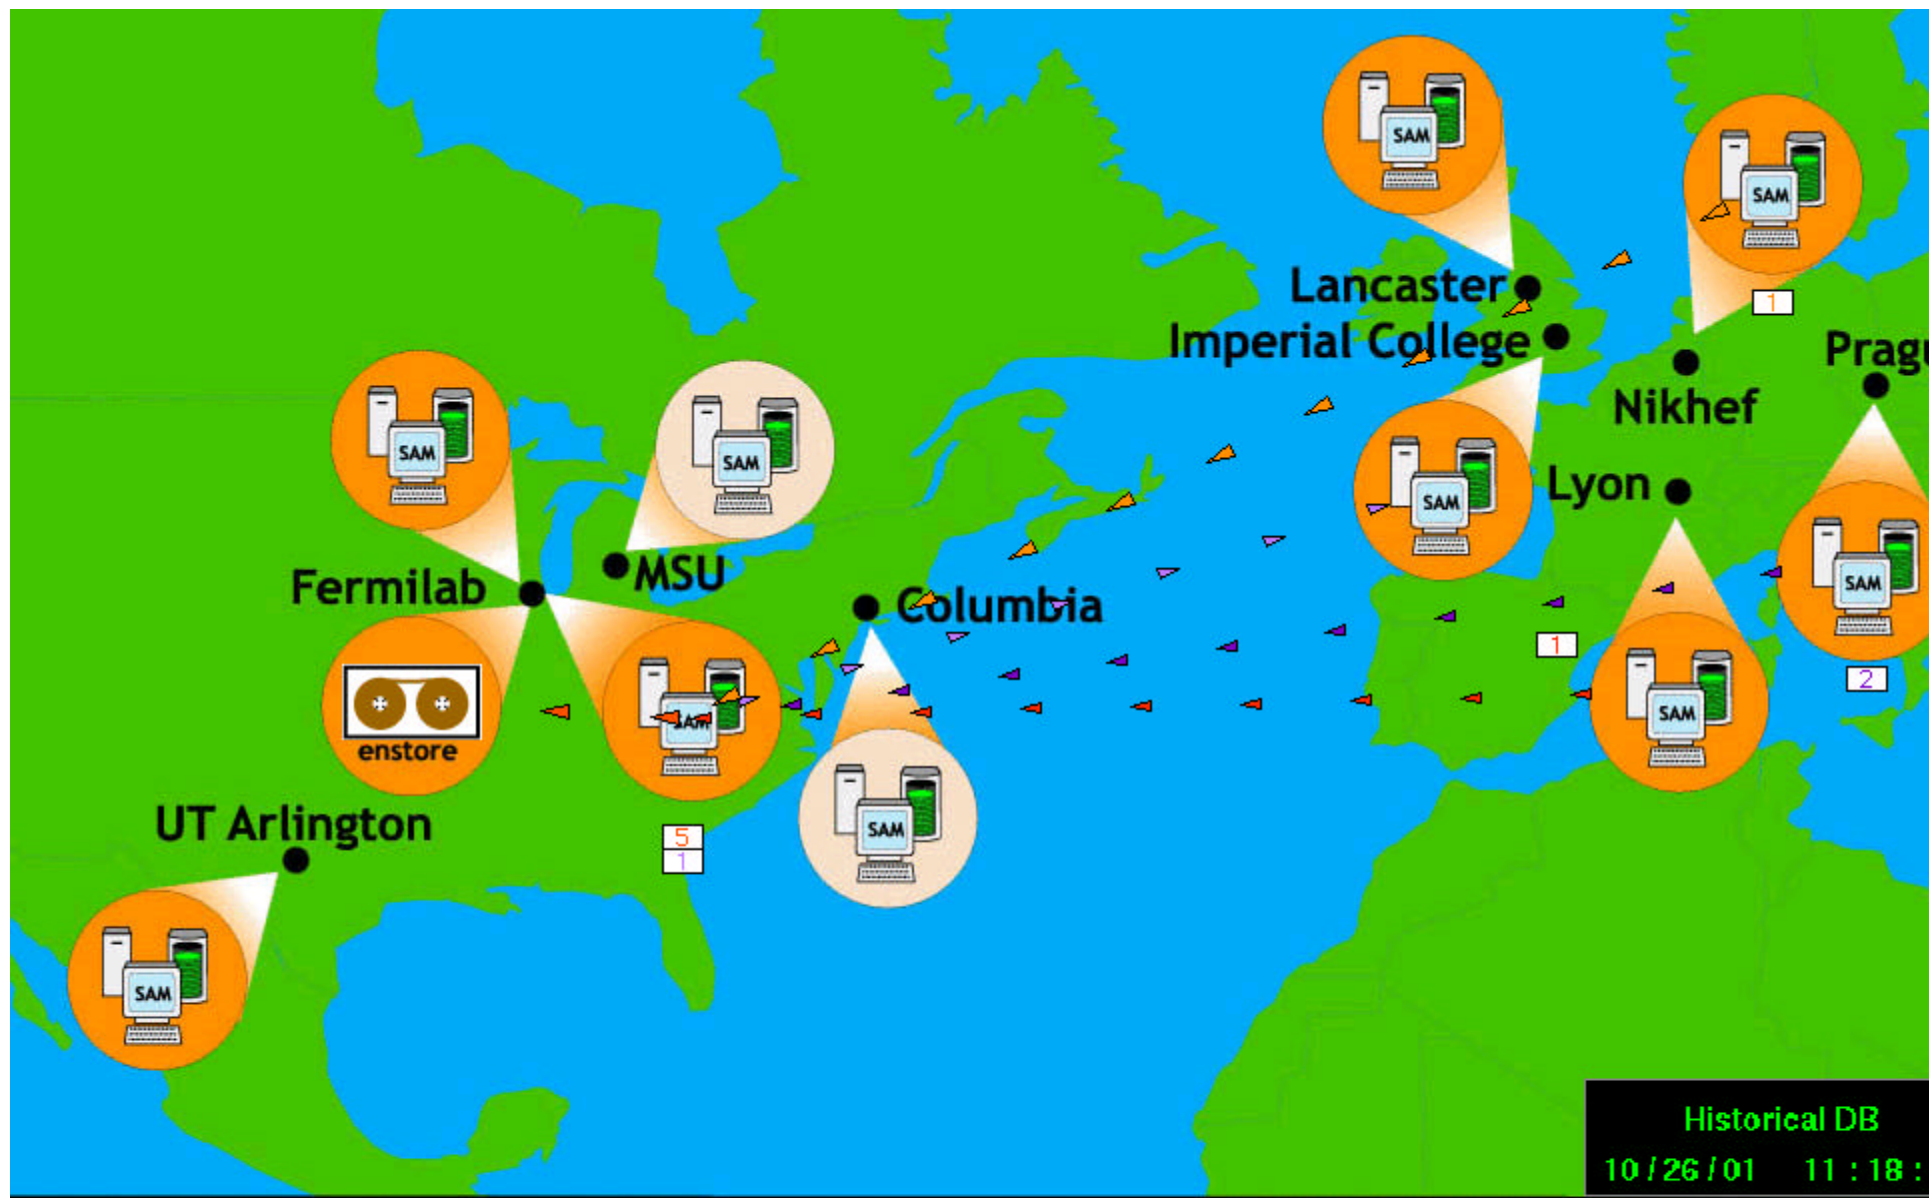 SAM
SAM
1
Lancaster
Imperial College
Prag
Nikhef
SAM
SAM
SAM
Lyon
SAM
Fermilab
MSU
Columbia
1
2
enstore
SAM
SAM
UT Arlington
5
1
SAM
SAM
Historical DB
10/26/01 11:18: